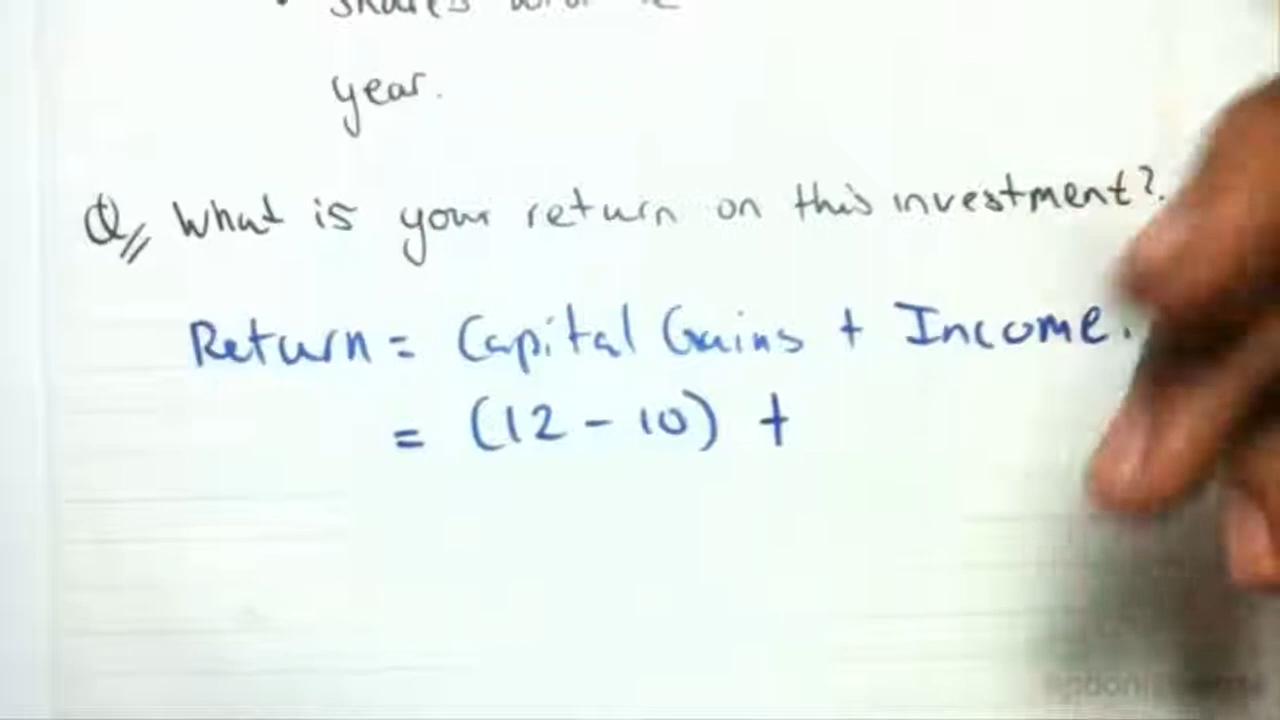 year.
Q// What is your return on this investment?.
Return = Capital Gains + Income.
= (12 - 10) +